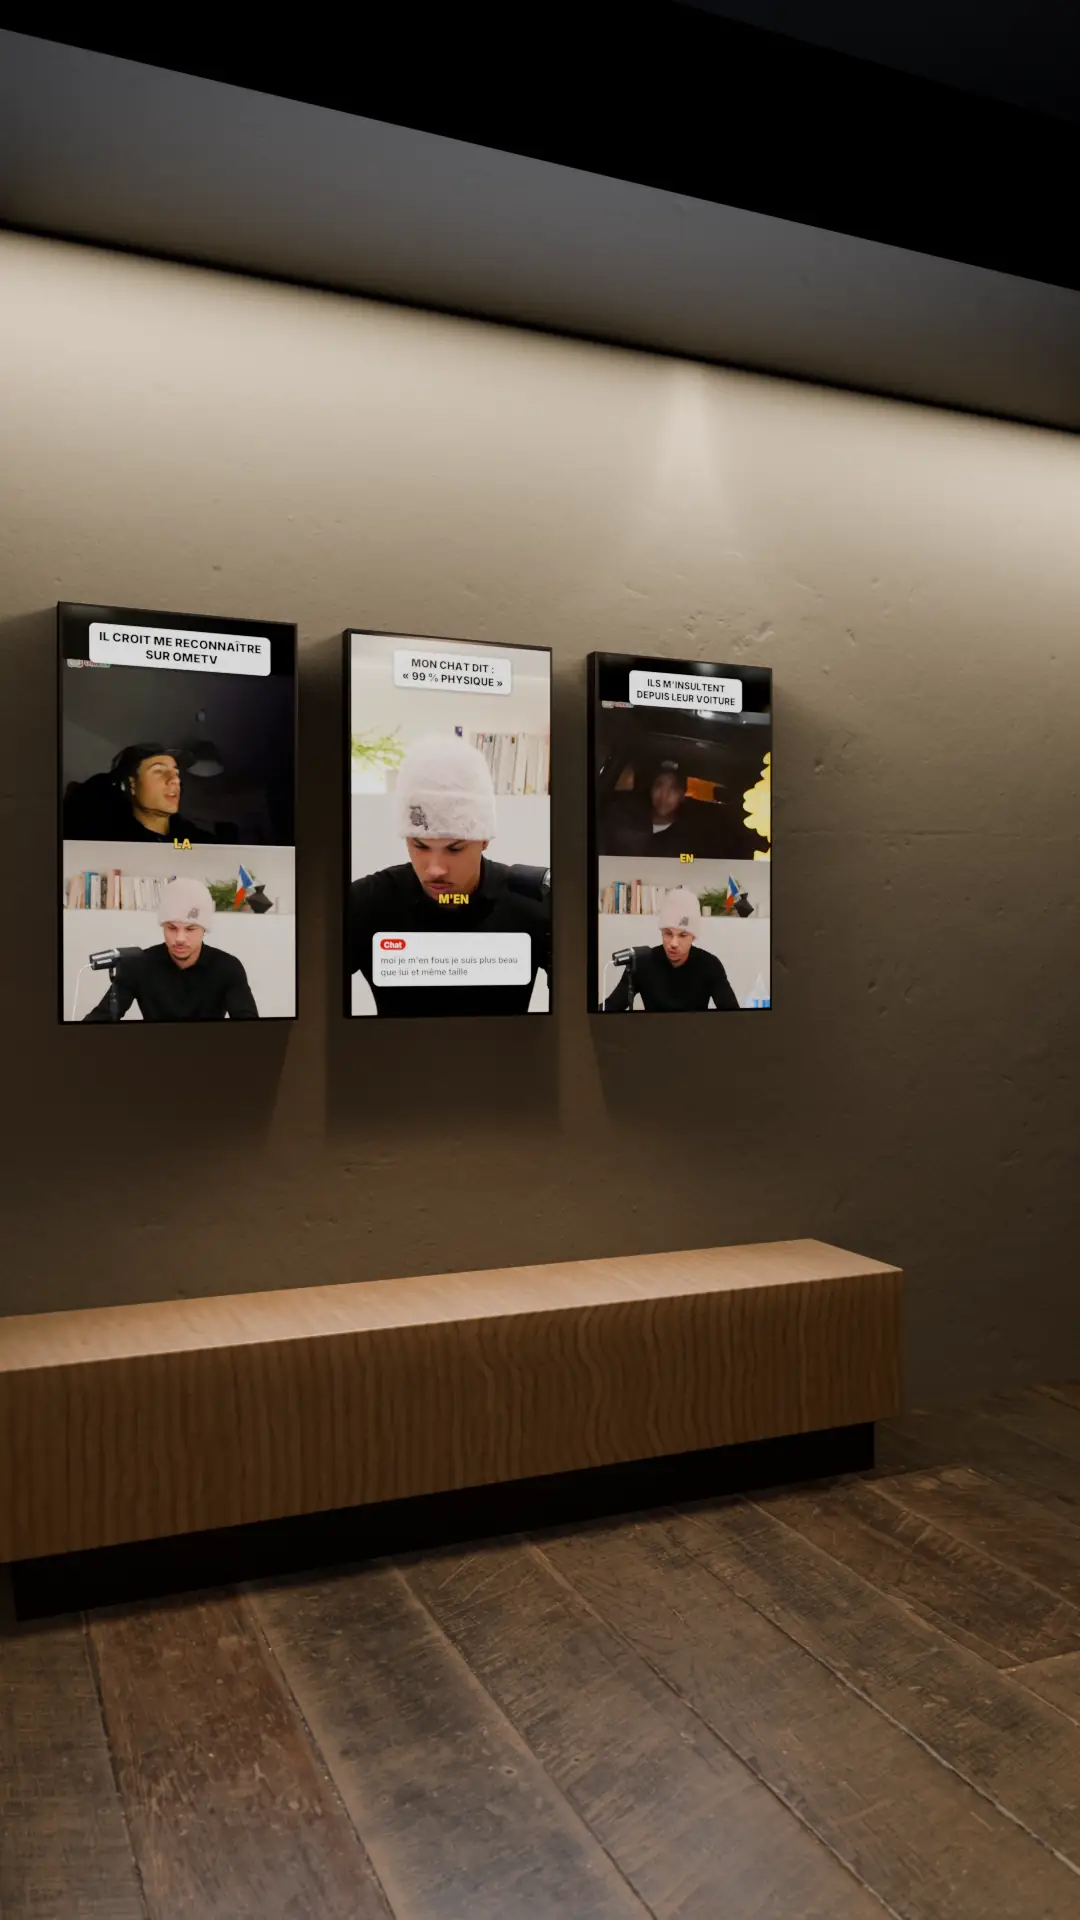 IL CROIT ME RECONNAÎTRE
SUR OMETV
LA
MON CHAT DIT :
« 99 % PHYSIQUE »
M'EN
Chat
moi je m'en fous je suis plus beau
que lui et même taille
ILS M'INSULTENT
DEPUIS LEUR VOITURE
EN